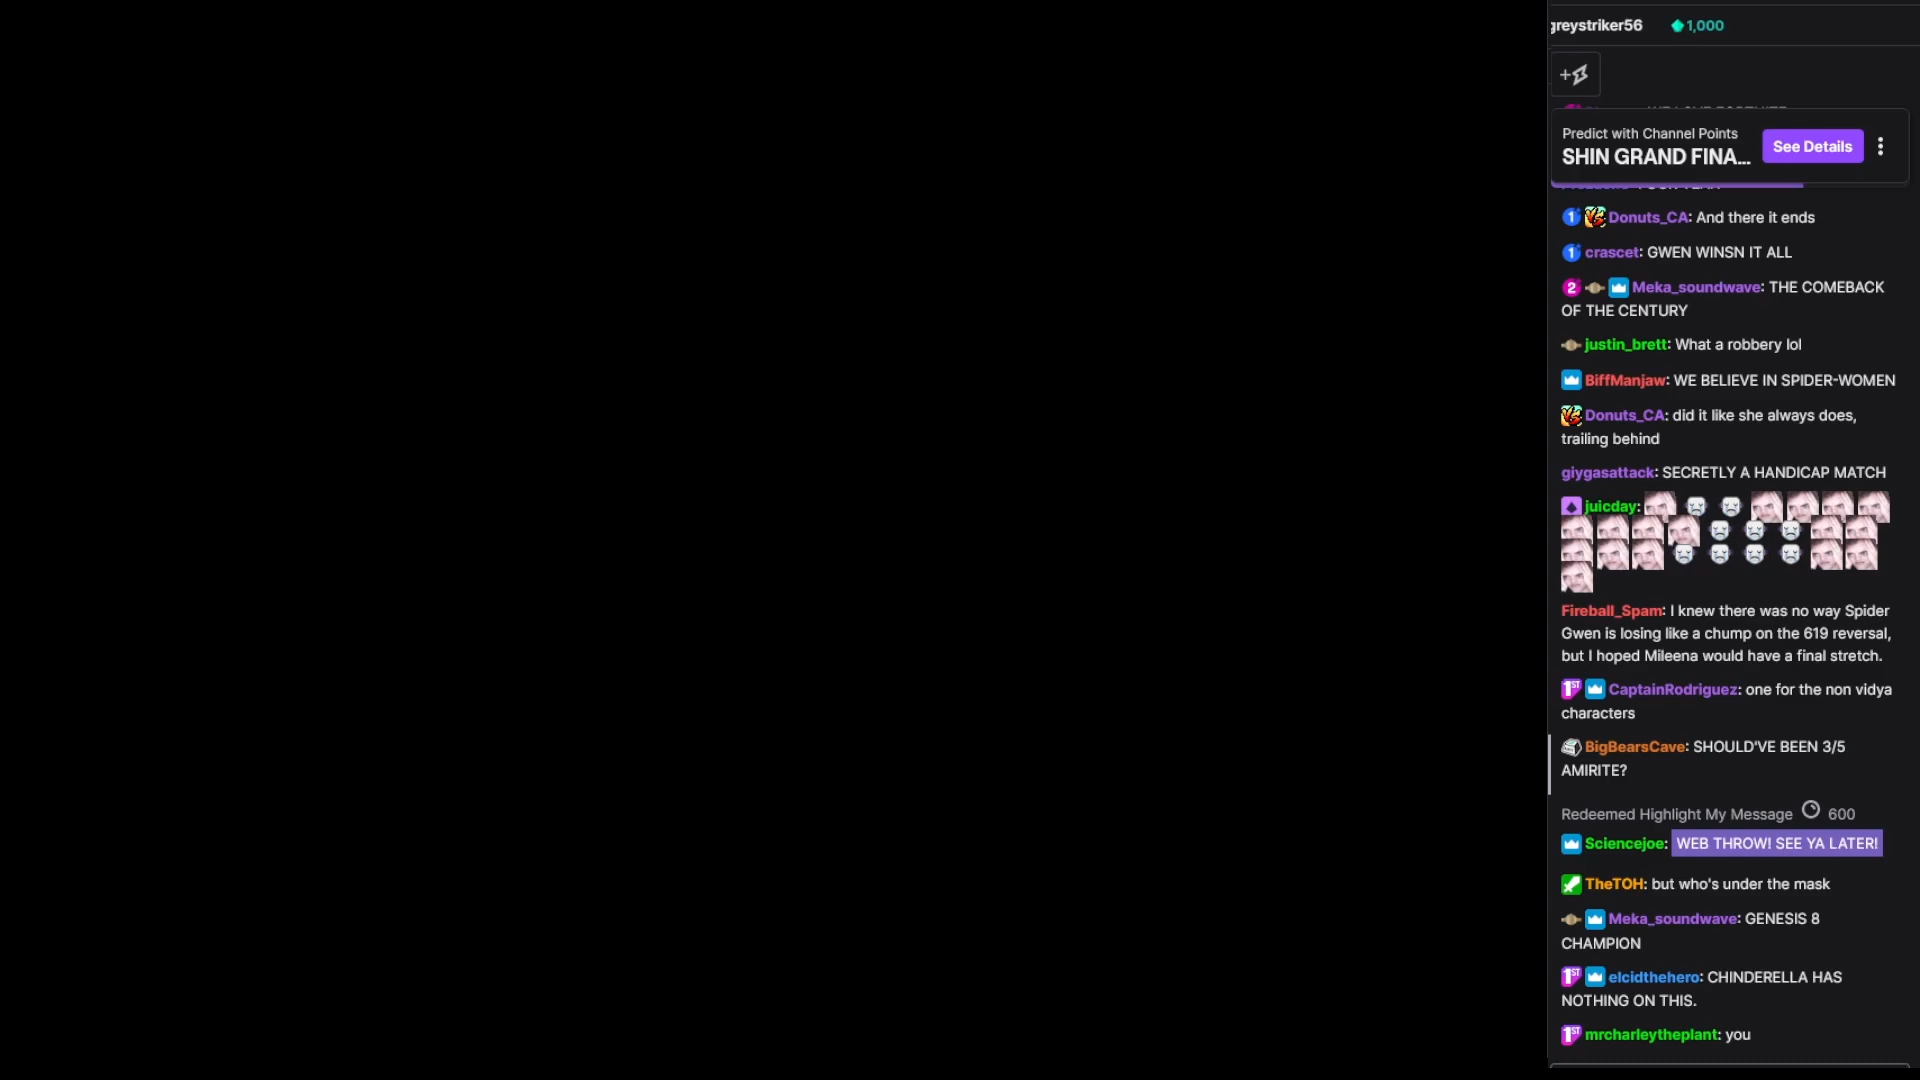 greystriker56 1,000
+
Predict with Channel Points
SHIN GRAND FINA...
See Details
1 Donuts_CA: And there it ends
1 crascet: GWEN WINSN IT ALL
2 Meka_soundwave: THE COMEBACK
OF THE CENTURY
justin_brett: What a robbery lol
BiffManjaw: WE BELIEVE IN SPIDER-WOMEN
Donuts_CA: did it like she always does,
trailing behind
giygasattack: SECRETLY A HANDICAP MATCH
juicday:
Fireball_Spam: I knew there was no way Spider
Gwen is losing like a chump on the 619 reversal,
but I hoped Mileena would have a final stretch.
1ST CaptainRodriguez: one for the non vidya
characters
BigBearsCave: SHOULD'VE BEEN 3/5
AMIRITE?
Redeemed Highlight My Message 600
Sciencejoe: WEB THROW! SEE YA LATER!
TheTOH: but who's under the mask
Meka_soundwave: GENESIS 8
CHAMPION
1ST elcidthehero: CHINDERELLA HAS
NOTHING ON THIS.
1ST mrcharleytheplant: you